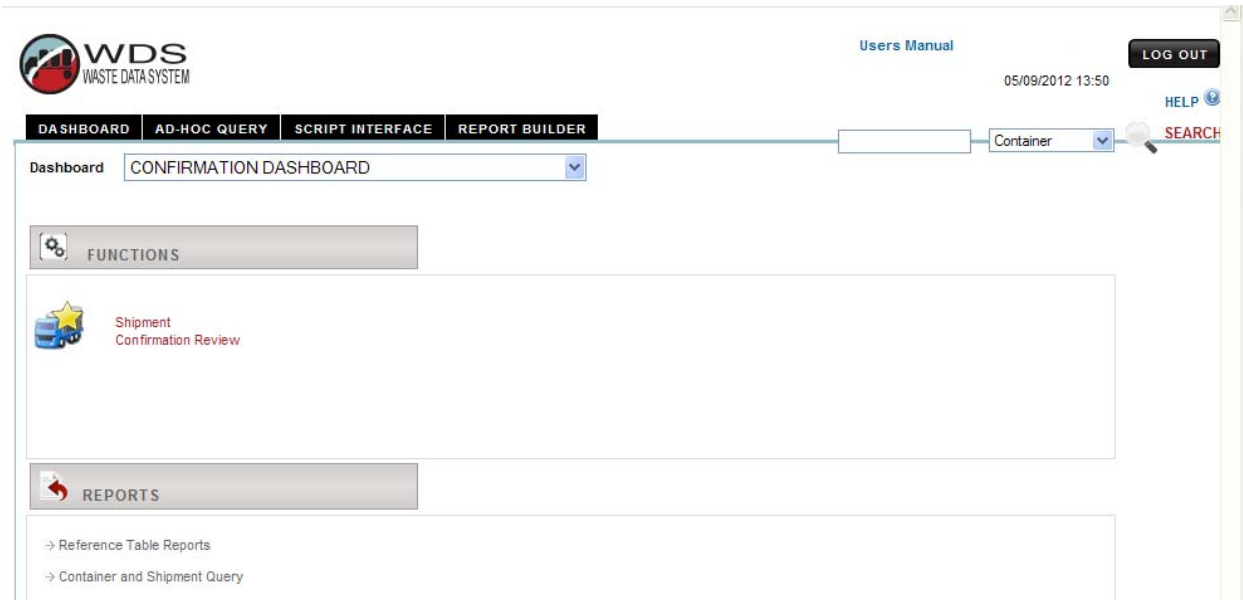 WDS
WASTE DATA SYSTEM
Users Manual
LOG OUT
05/09/2012 13:50
HELP
DASHBOARD AD-HOC QUERY SCRIPT INTERFACE REPORT BUILDER
Container
SEARCH
Dashboard CONFIRMATION DASHBOARD
FUNCTIONS
Shipment
Confirmation Review
REPORTS
Reference Table Reports
Container and Shipment Query